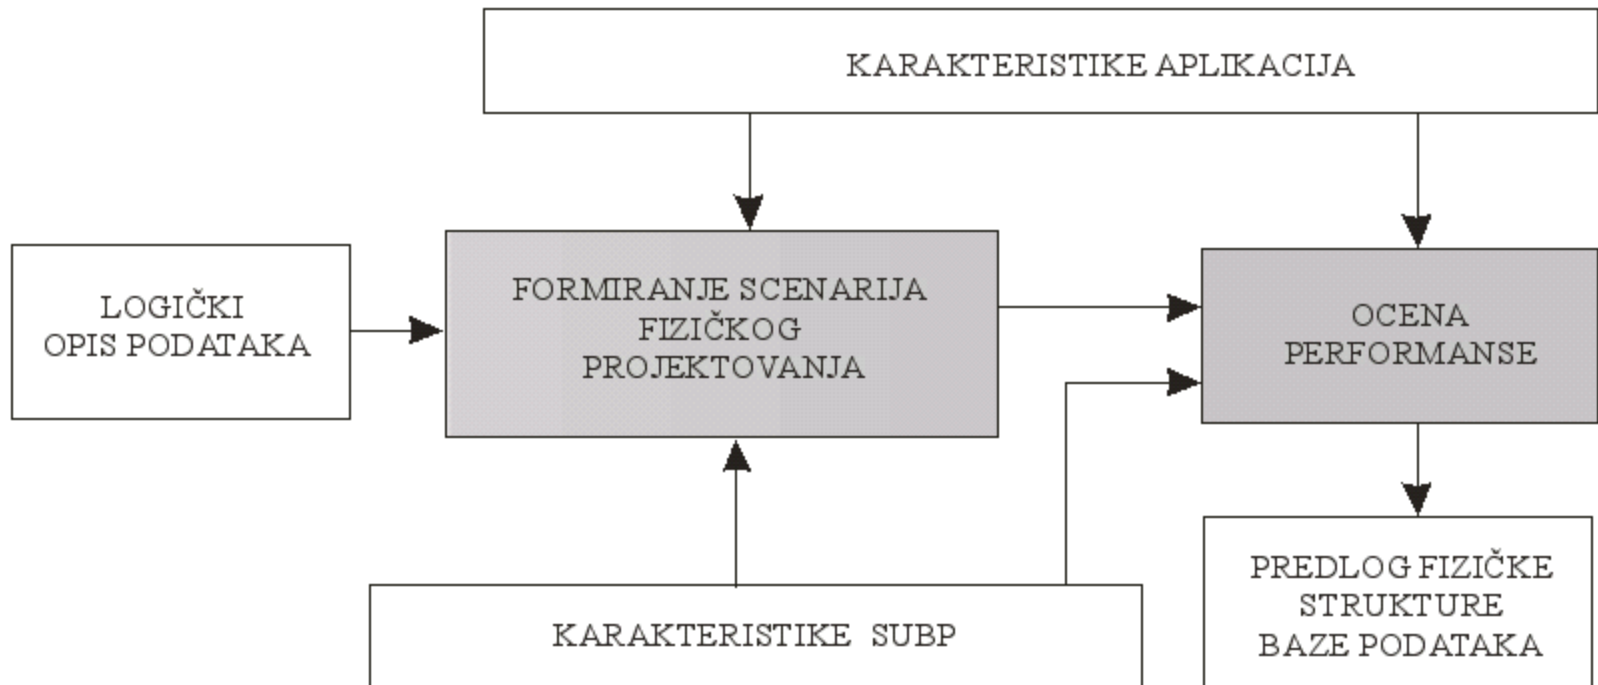 KARAKTERISTIKE APLIKACIJA
LOGIČKI
OPIS PODATAKA
FORMIRANJE SCENARIJA
FIZIČKOG
PROJEKTOVANJA
OCENA
PERFORMANSE
KARAKTERISTIKE SUBP
PREDLOG FIZIČKE
STRUKTURE
BAZE PODATAKA